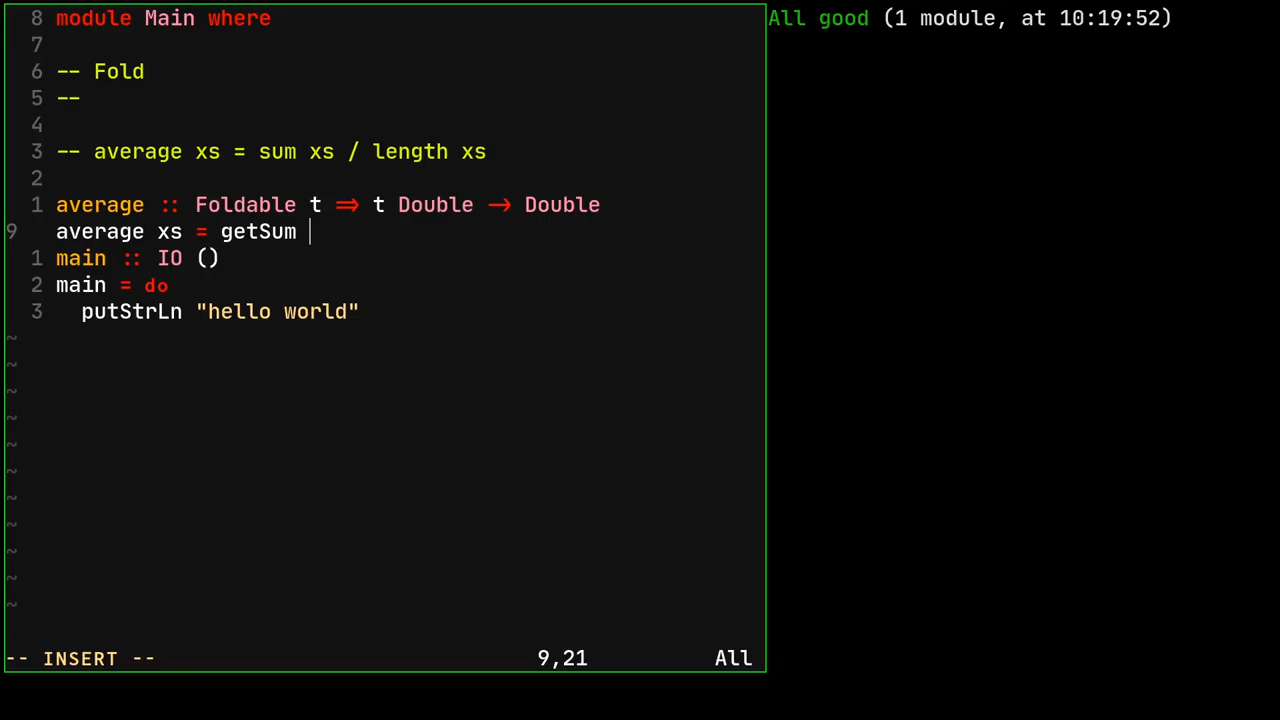 8 module Main where
7
6 -- Fold
5 --
4
3 -- average xs = sum xs / length xs
2
1 average :: Foldable t => t Double -> Double
9 average xs = getSum
1 main :: IO ()
2 main = do
3 putStrLn "hello world"
~
~
~
~
~
~
~
~
~
~
~
-- INSERT -- 9,21 All
All good (1 module, at 10:19:52)